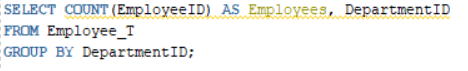 SELECT COUNT(EmployeeID) AS Employees, DepartmentID
FROM Employee_T
GROUP BY DepartmentID;